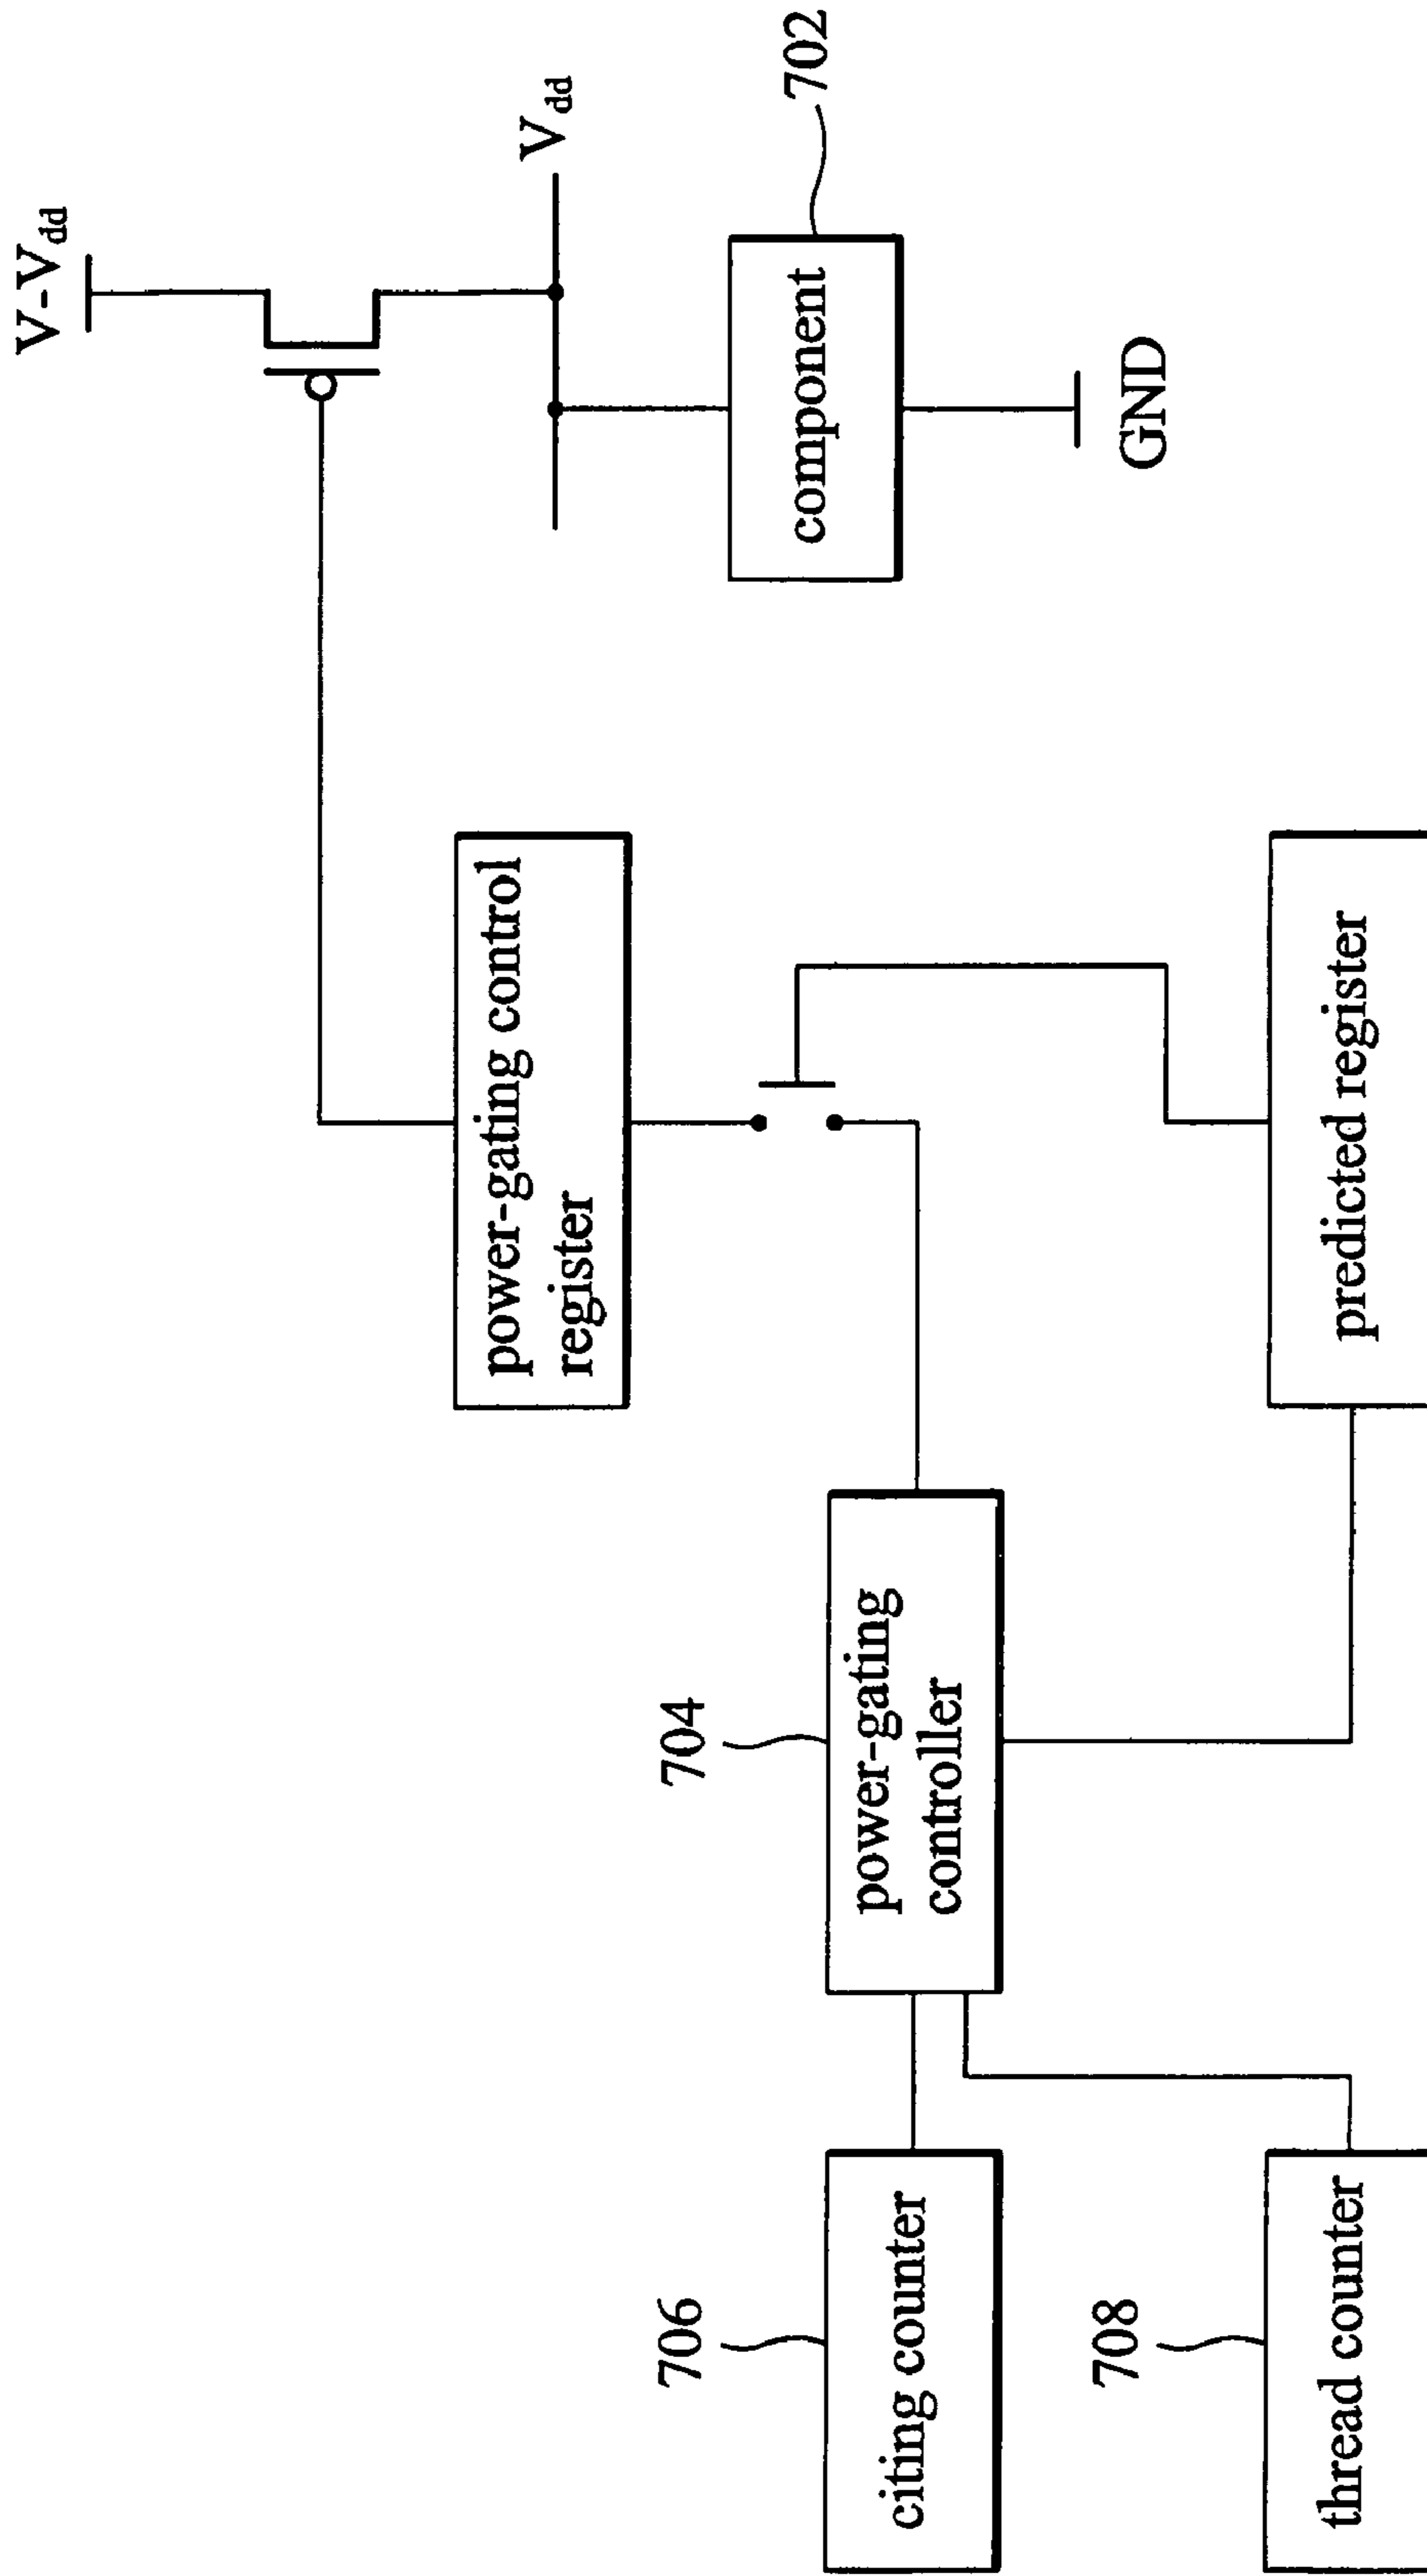 V-Vdd
Vdd
702
component
GND
power-gating control
register
predicted register
704
power-gating
controller
706
citing counter
708
thread counter